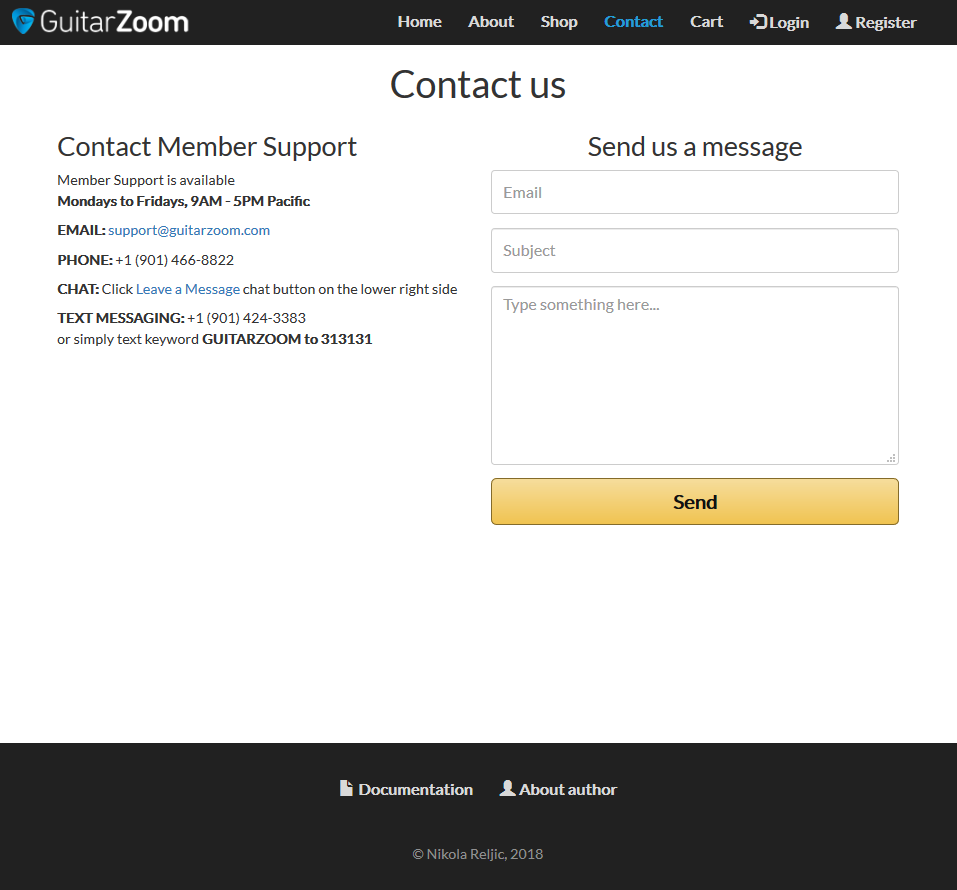 GuitarZoom
Home About Shop Contact Cart Login Register
Contact us
Contact Member Support
Member Support is available
Mondays to Fridays, 9AM - 5PM Pacific
EMAIL: support@guitarzoom.com
PHONE: +1 (901) 466-8822
CHAT: Click Leave a Message chat button on the lower right side
TEXT MESSAGING: +1 (901) 424-3383
or simply text keyword GUITARZOOM to 313131
Send us a message
Email
Subject
Type something here...
Send
Documentation About author
© Nikola Reljic, 2018